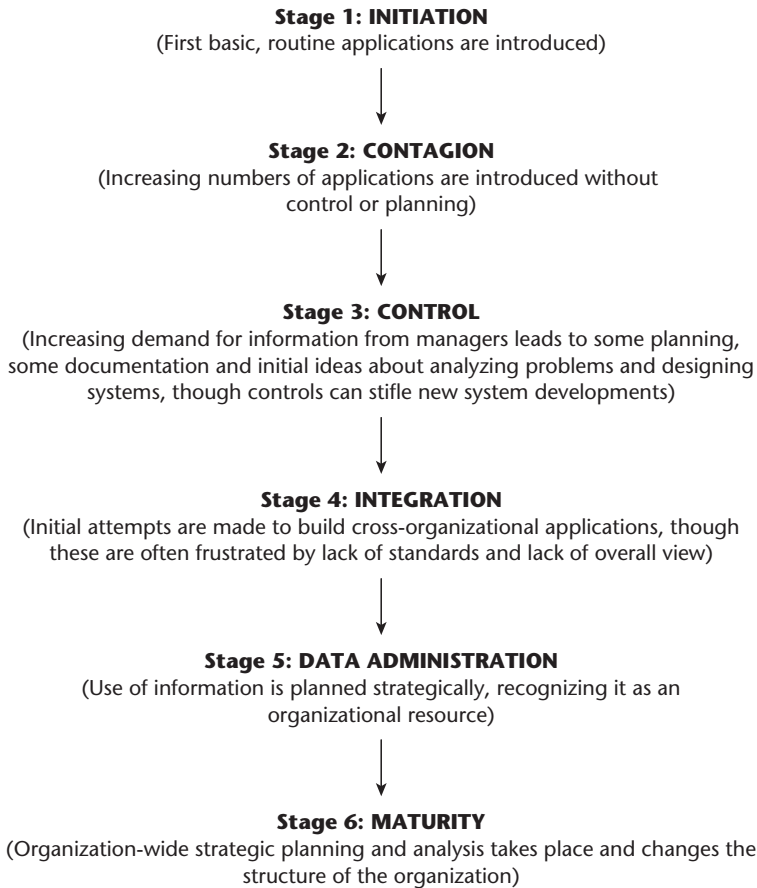 Stage 1: INITIATION
(First basic, routine applications are introduced)
Stage 2: CONTAGION
(Increasing numbers of applications are introduced without
control or planning)
Stage 3: CONTROL
(Increasing demand for information from managers leads to some planning,
some documentation and initial ideas about analyzing problems and designing
systems, though controls can stifle new system developments)
Stage 4: INTEGRATION
(Initial attempts are made to build cross-organizational applications, though
these are often frustrated by lack of standards and lack of overall view)
Stage 5: DATA ADMINISTRATION
(Use of information is planned strategically, recognizing it as an
organizational resource)
Stage 6: MATURITY
(Organization-wide strategic planning and analysis takes place and changes the
structure of the organization)